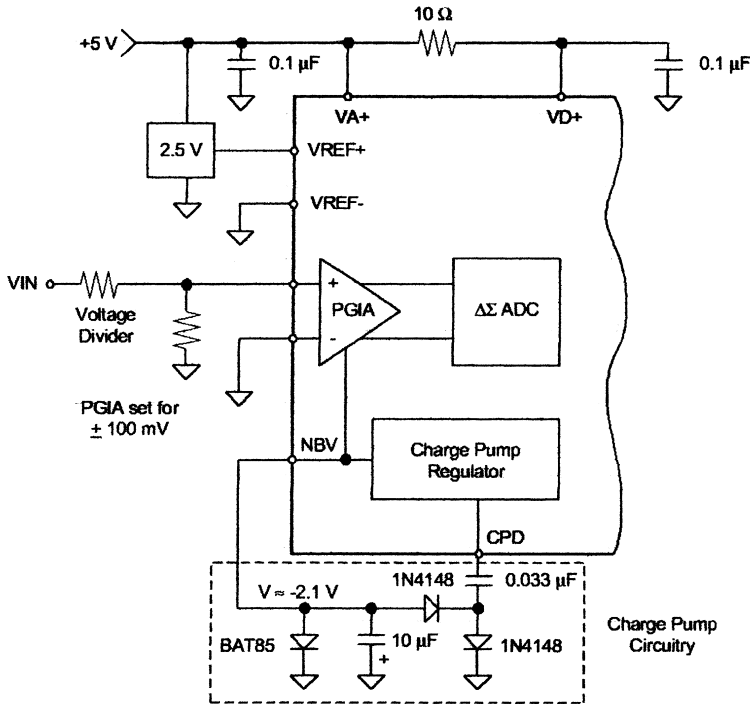 10 Ω
+5 V
0.1 µF
0.1 µF
VA+
VD+
2.5 V
VREF+
VREF-
VIN
Voltage
Divider
+
PGIA
-
ΔΣ ADC
PGIA set for
± 100 mV
NBV
Charge Pump
Regulator
CPD
1N4148
0.033 µF
V ≈ -2.1 V
BAT85
10 µF
+
1N4148
Charge Pump
Circuitry